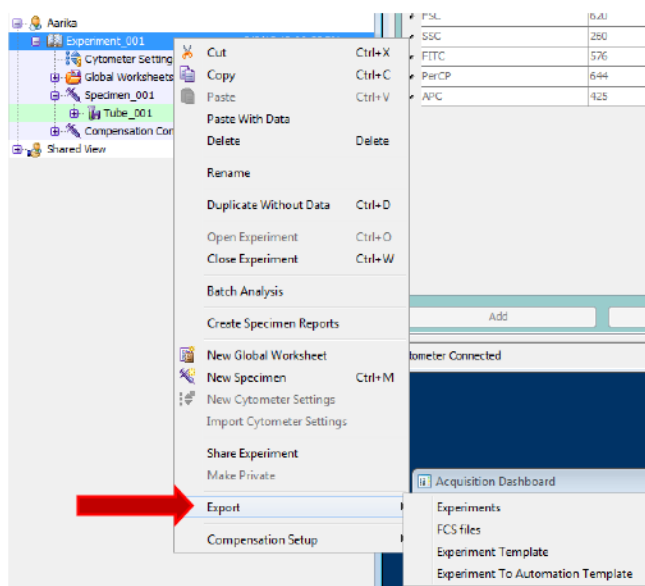 Aarika
Experiment_001
Cytometer Setting
Global Worksheets
Specimen_001
Tube_001
Compensation Con
Shared View
Cut Ctrl+X
Copy Ctrl+C
Paste Ctrl+V
Paste With Data
Delete Delete
Rename
Duplicate Without Data Ctrl+D
Open Experiment Ctrl+O
Close Experiment Ctrl+W
Batch Analysis
Create Specimen Reports
New Global Worksheet
New Specimen Ctrl+M
New Cytometer Settings
Import Cytometer Settings
Share Experiment
Make Private
Export
Compensation Setup
FSC 620
SSC 260
FITC 576
PerCP 644
APC 425
Add
tometer Connected
Acquisition Dashboard
Experiments
FCS files
Experiment Template
Experiment To Automation Template